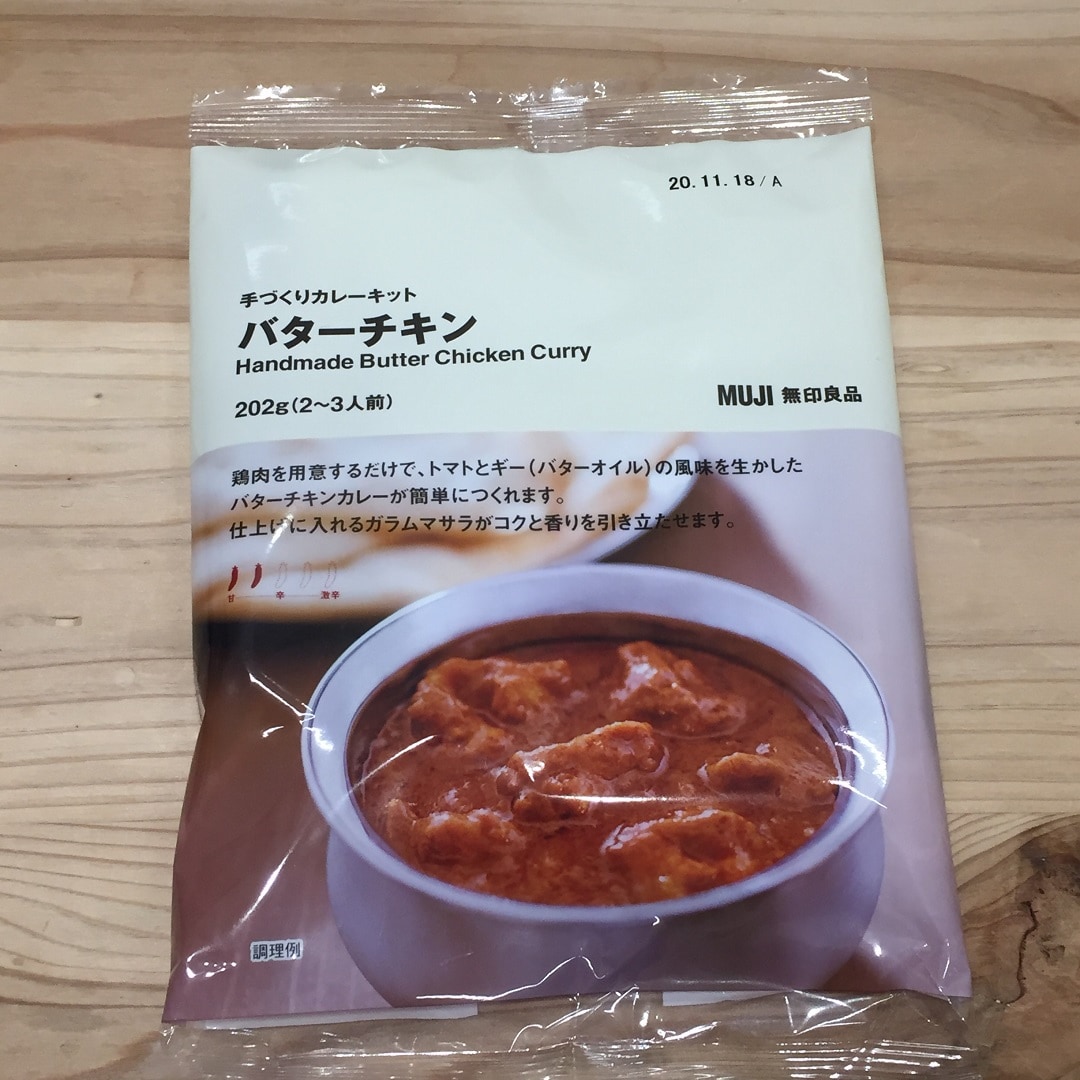 20.11.18/A
手づくりカレーキット
バターチキン
Handmade Butter Chicken Curry
202g(2〜3人前)
MUJI 無印良品
鶏肉を用意するだけで、トマトとギー(バターオイル)の風味を生かした
バターチキンカレーが簡単につくれます。
仕上げに入れるガラムマサラがコクと香りを引き立たせます。
甘 辛 激辛
調理例